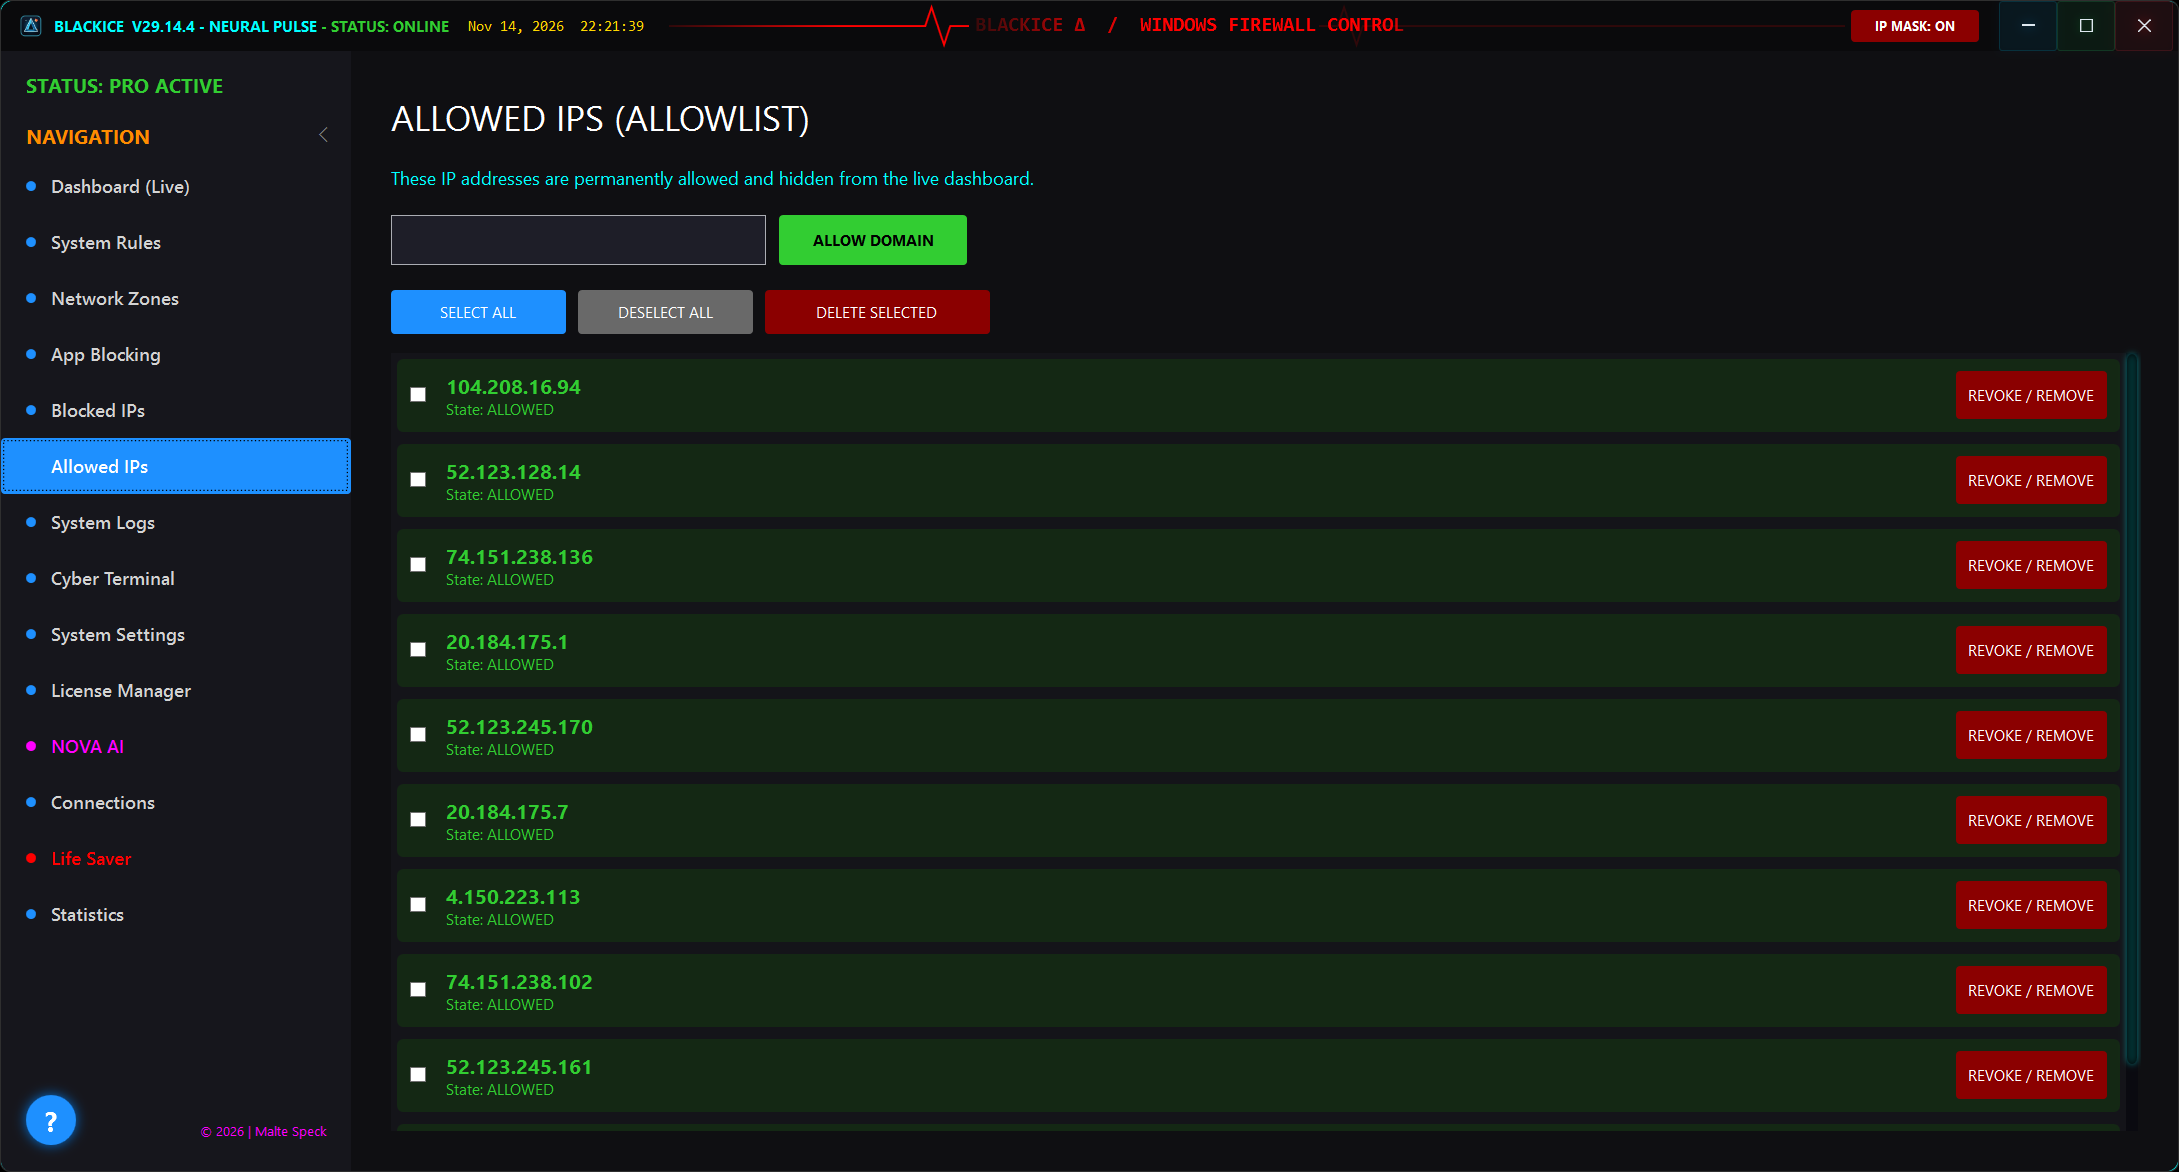 BLACKICE V29.14.4 - NEURAL PULSE - STATUS: ONLINE Nov 14, 2026 22:21:39 BLACKICE Δ / WINDOWS FIREWALL CONTROL IP MASK: ON
STATUS: PRO ACTIVE
NAVIGATION
Dashboard (Live)
System Rules
Network Zones
App Blocking
Blocked IPs
Allowed IPs
System Logs
Cyber Terminal
System Settings
License Manager
NOVA AI
Connections
Life Saver
Statistics
?
© 2026 | Malte Speck
ALLOWED IPS (ALLOWLIST)
These IP addresses are permanently allowed and hidden from the live dashboard.
ALLOW DOMAIN
SELECT ALL DESELECT ALL DELETE SELECTED
104.208.16.94
State: ALLOWED
REVOKE / REMOVE
52.123.128.14
State: ALLOWED
REVOKE / REMOVE
74.151.238.136
State: ALLOWED
REVOKE / REMOVE
20.184.175.1
State: ALLOWED
REVOKE / REMOVE
52.123.245.170
State: ALLOWED
REVOKE / REMOVE
20.184.175.7
State: ALLOWED
REVOKE / REMOVE
4.150.223.113
State: ALLOWED
REVOKE / REMOVE
74.151.238.102
State: ALLOWED
REVOKE / REMOVE
52.123.245.161
State: ALLOWED
REVOKE / REMOVE